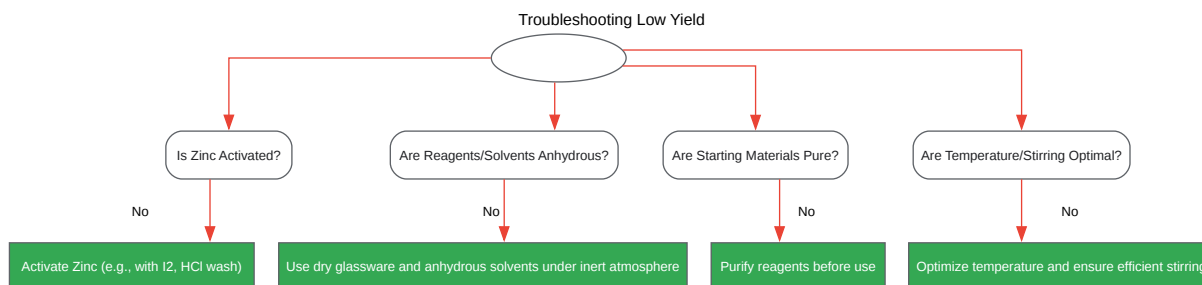 Troubleshooting Low Yield
Is Zinc Activated?
Are Reagents/Solvents Anhydrous?
Are Starting Materials Pure?
Are Temperature/Stirring Optimal?
No
No
No
No
Activate Zinc (e.g., with I2, HCl wash)
Use dry glassware and anhydrous solvents under inert atmosphere
Purify reagents before use
Optimize temperature and ensure efficient stirring